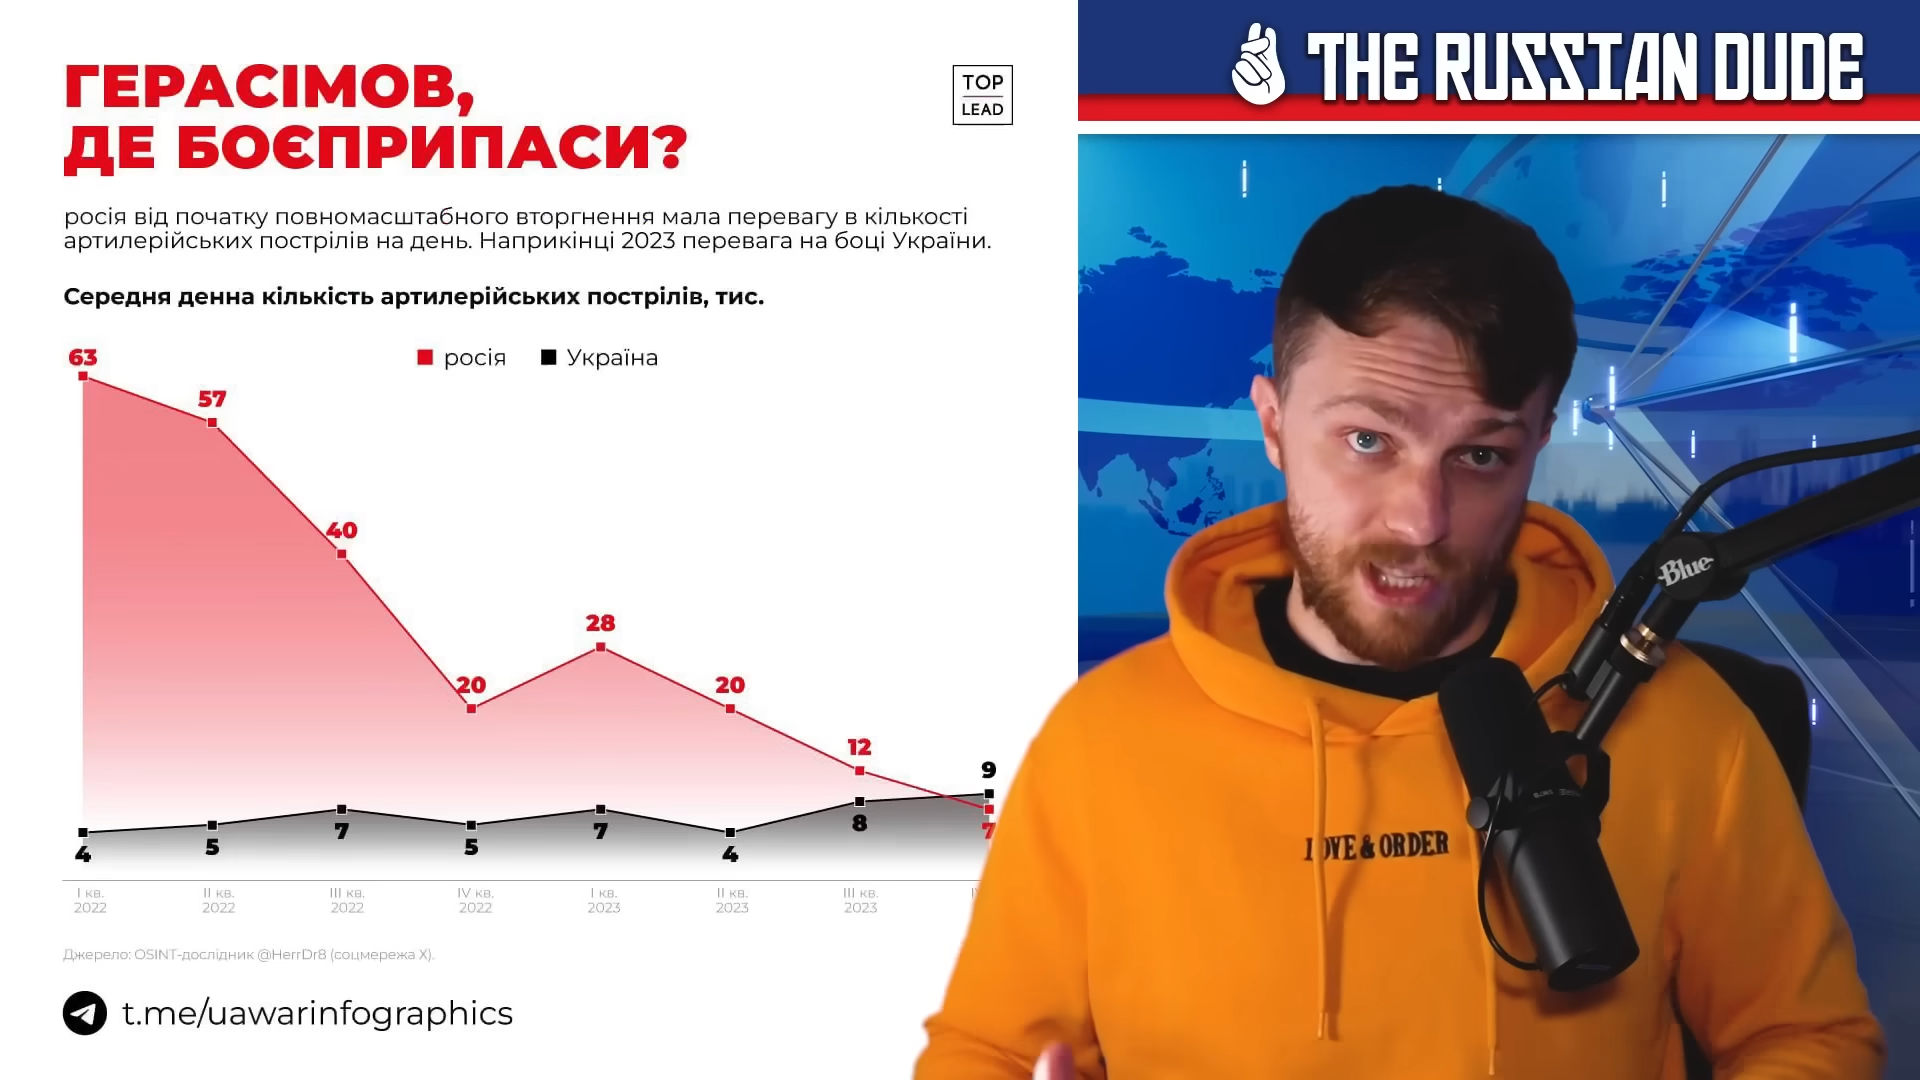 ГЕРАСІМОВ,
ДЕ БОЄПРИПАСИ?
TOP
LEAD
росія від початку повномасштабного вторгнення мала перевагу в кількості
артилерійських пострілів на день. Наприкінці 2023 перевага на боці України.
Середня денна кількість артилерійських пострілів, тис.
росія
Україна
63
57
40
20
28
20
12
9
4
5
7
5
7
4
8
7
I кв.
2022
II кв.
2022
III кв.
2022
IV кв.
2022
I кв.
2023
II кв.
2023
III кв.
2023
Джерело: OSINT-дослідник @HerrDr8 (соцмережа X).
t.me/uawarinfographics
THE RUSSIAN DUDE
Blue
LOVE & ORDER